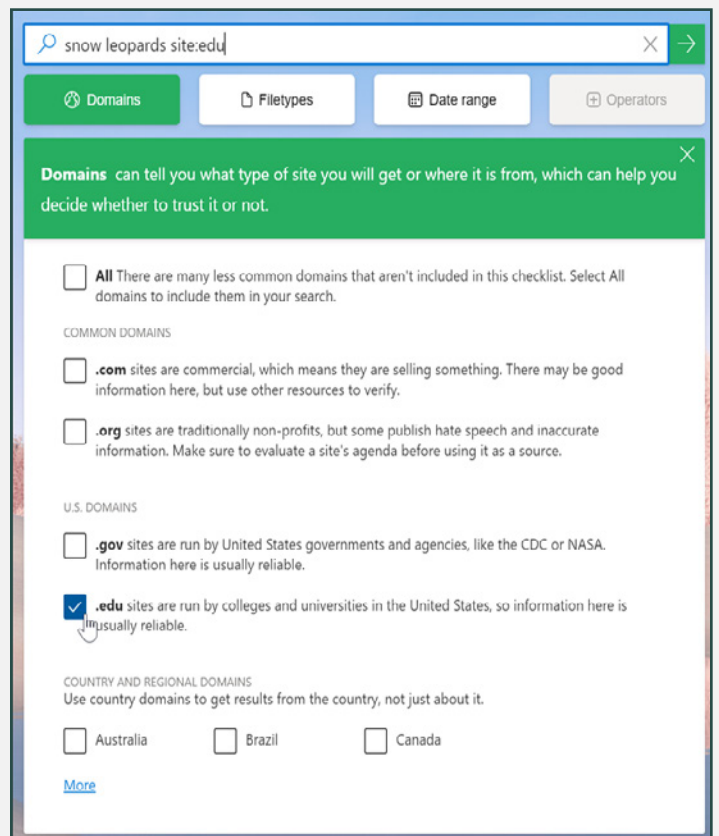 snow leopards site:edu
Domains Filetypes Date range Operators
Domains can tell you what type of site you will get or where it is from, which can help you
decide whether to trust it or not.
All There are many less common domains that aren't included in this checklist. Select All
domains to include them in your search.
COMMON DOMAINS
.com sites are commercial, which means they are selling something. There may be good
information here, but use other resources to verify.
.org sites are traditionally non-profits, but some publish hate speech and inaccurate
information. Make sure to evaluate a site's agenda before using it as a source.
U.S. DOMAINS
.gov sites are run by United States governments and agencies, like the CDC or NASA.
Information here is usually reliable.
.edu sites are run by colleges and universities in the United States, so information here is
usually reliable.
COUNTRY AND REGIONAL DOMAINS
Use country domains to get results from the country, not just about it.
Australia Brazil Canada
More